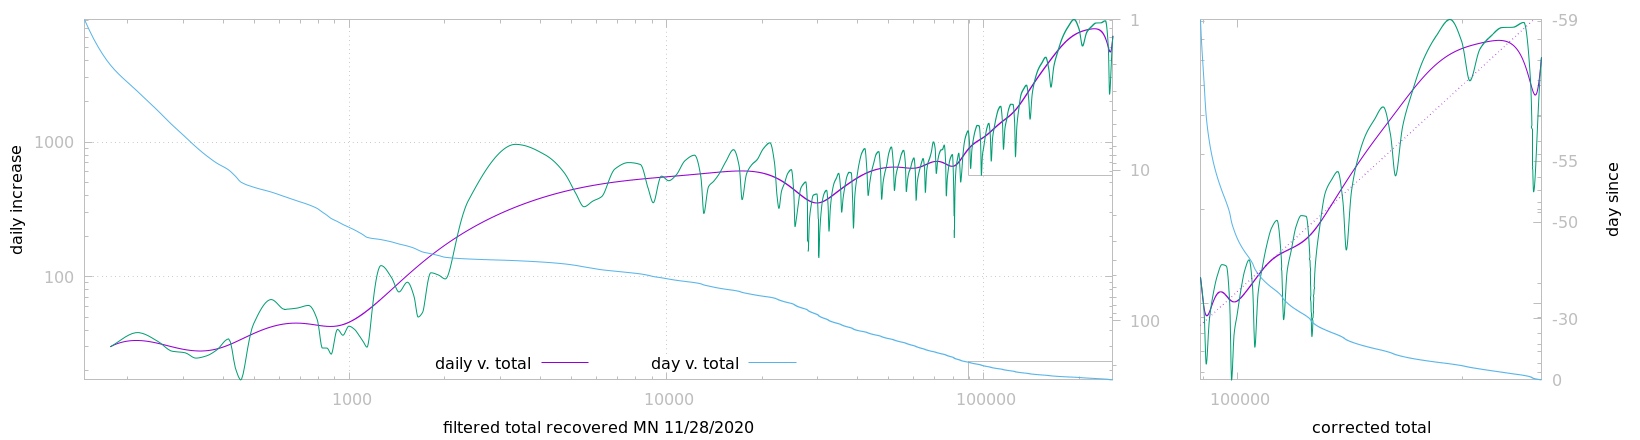 1
-59
daily increase
1000
10
-55
-50
day since
100
100
-30
daily v. total
day v. total
0
1000
10000
100000
100000
filtered total recovered MN 11/28/2020
corrected total